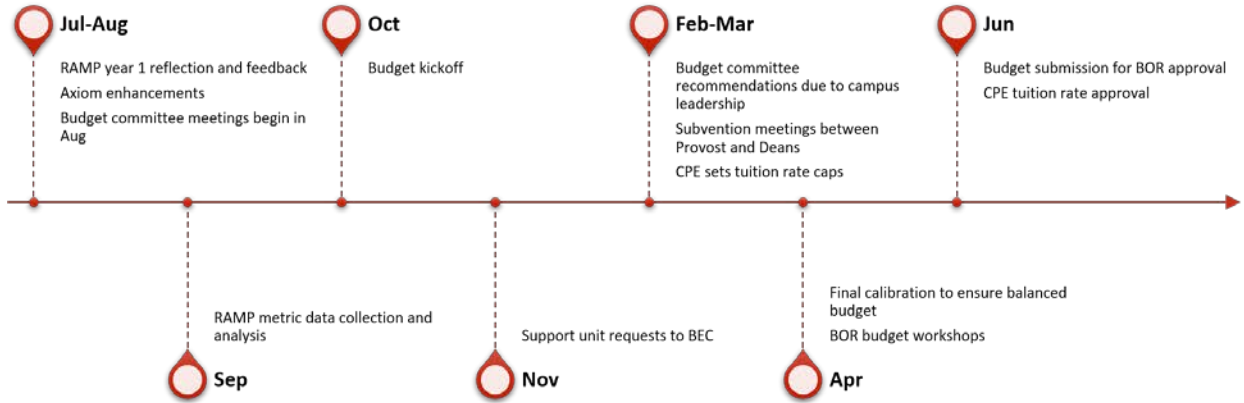 Jul-Aug
RAMP year 1 reflection and feedback
Axiom enhancements
Budget committee meetings begin in
Aug
Sep
RAMP metric data collection and
analysis
Oct
Budget kickoff
Nov
Support unit requests to BEC
Feb-Mar
Budget committee
recommendations due to campus
leadership
Subvention meetings between
Provost and Deans
CPE sets tuition rate caps
Apr
Final calibration to ensure balanced
budget
BOR budget workshops
Jun
Budget submission for BOR approval
CPE tuition rate approval